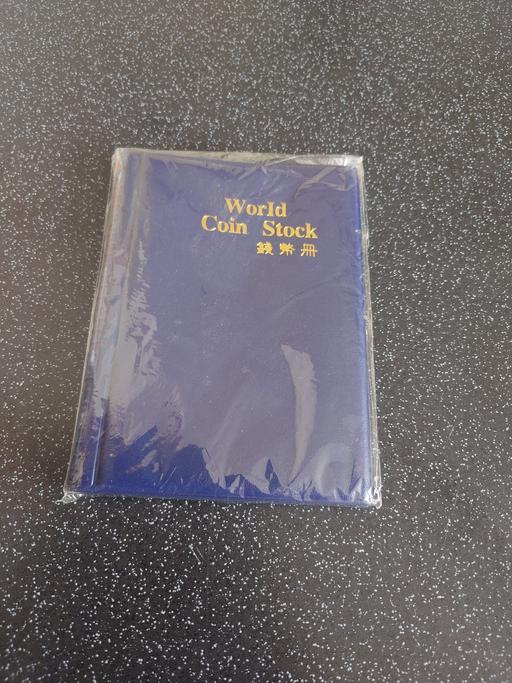 World
Coin Stock
錢幣冊